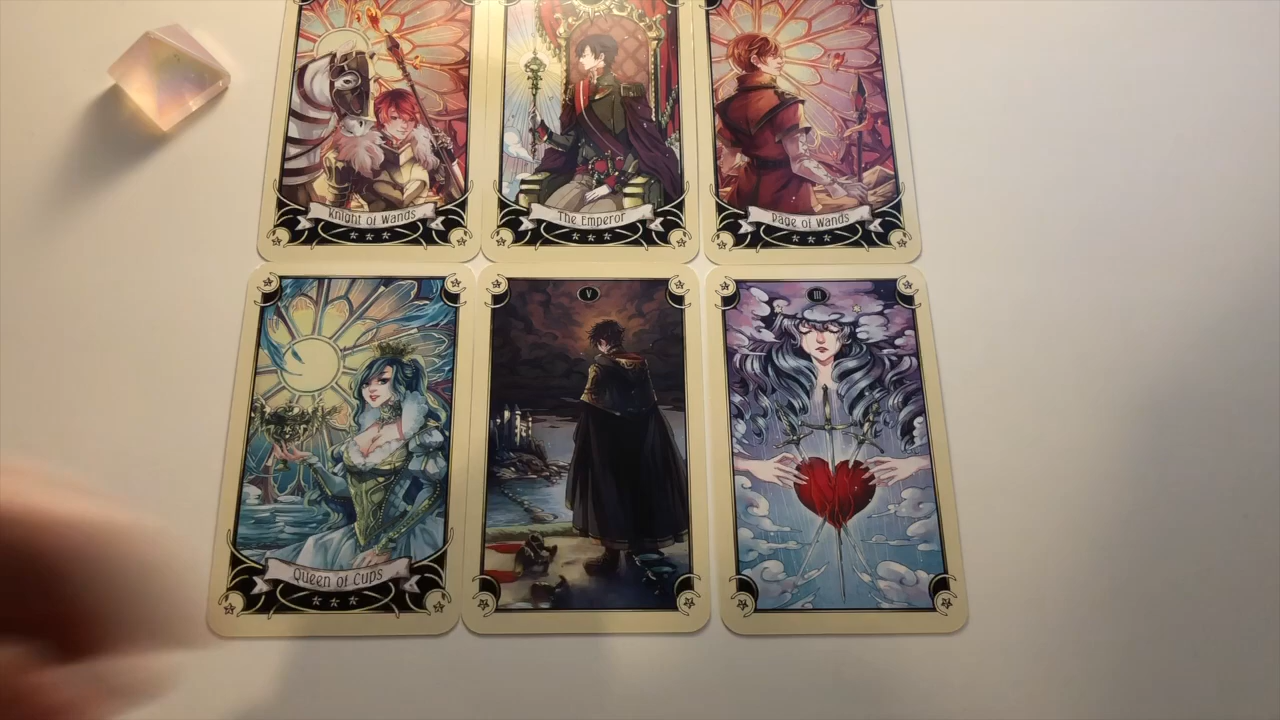 Knight of Wands
The Emperor
Page of Wands
V
III
Queen of Cups